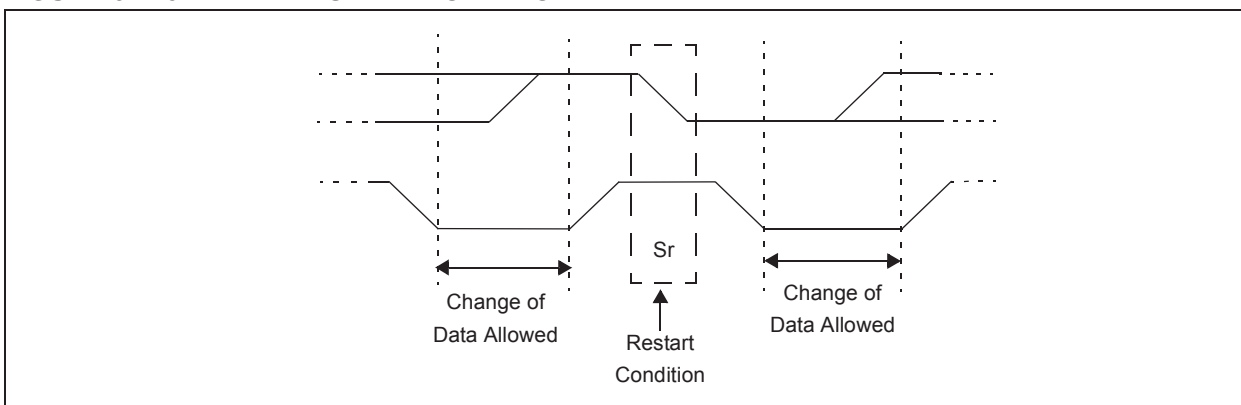 Sr
Change of
Data Allowed
Restart
Condition
Change of
Data Allowed